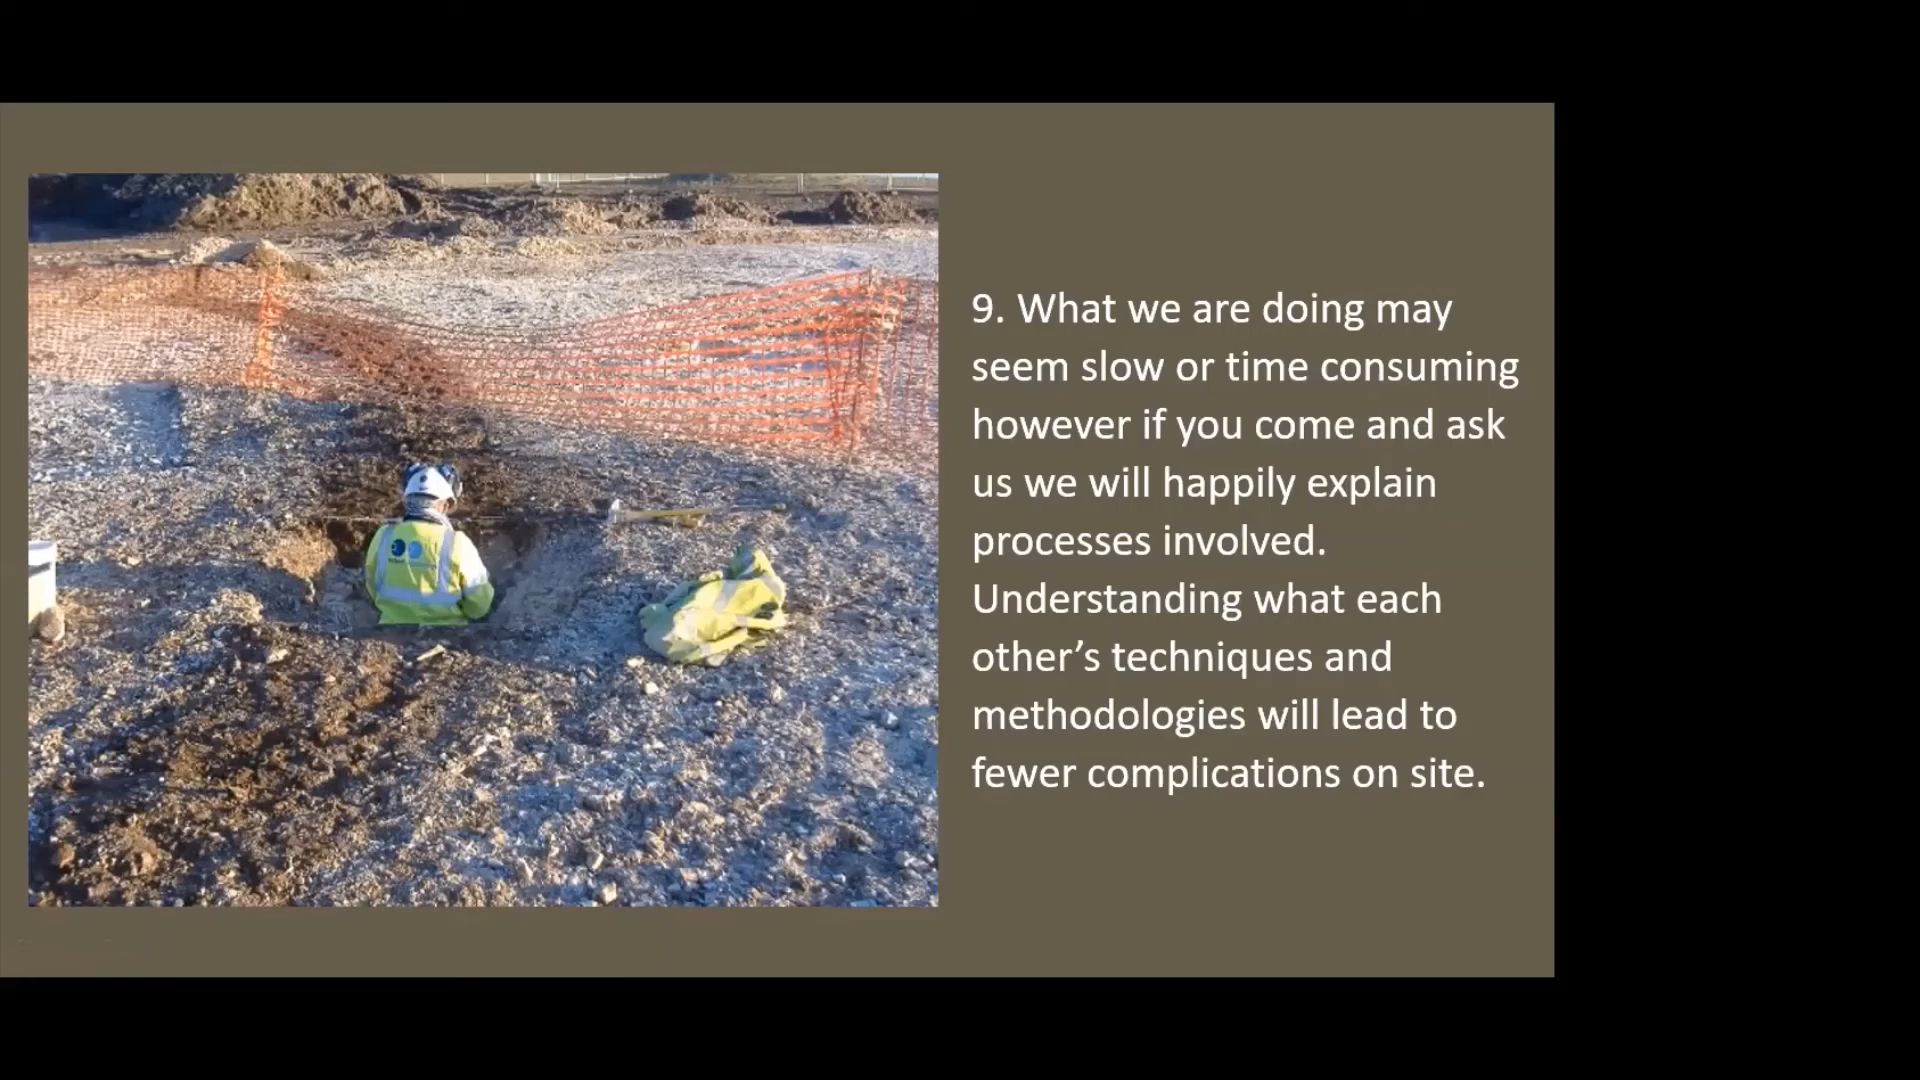 9. What we are doing may
seem slow or time consuming
however if you come and ask
us we will happily explain
processes involved.
Understanding what each
other’s techniques and
methodologies will lead to
fewer complications on site.